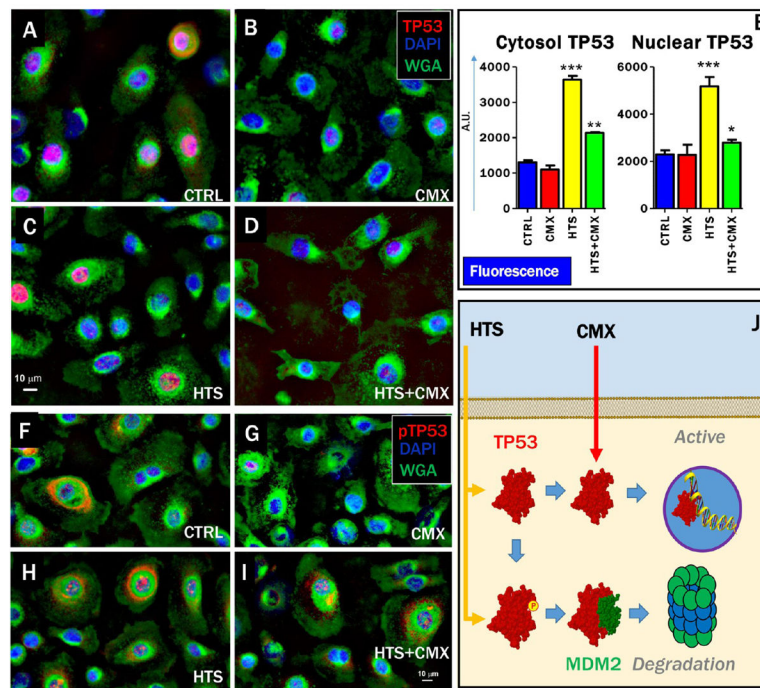 A
CTRL
B
TP53
DAPI
WGA
CMX
C
10 µm
HTS
D
HTS+CMX
E
Cytosol TP53
Nuclear TP53
A.U.
4000
3000
2000
1000
0
***
**
CTRL
CMX
HTS
HTS+CMX
6000
4000
2000
0
***
*
CTRL
CMX
HTS
HTS+CMX
Fluorescence
F
CTRL
G
pTP53
DAPI
WGA
CMX
H
HTS
I
HTS+CMX
10 µm
J
HTS
CMX
TP53
Active
P
MDM2
Degradation